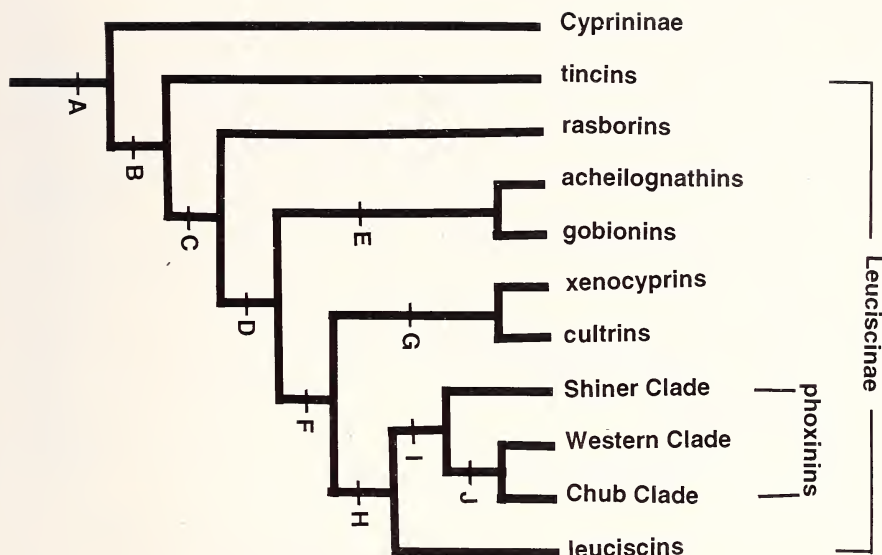 Cyprininae
tincins
rasborins
acheilognathins
gobionins
xenocyprins
cultrins
Shiner Clade
Western Clade
Chub Clade
leuciscins
phoxinins
Leuciscinae
A
B
C
D
E
F
G
H
I
J